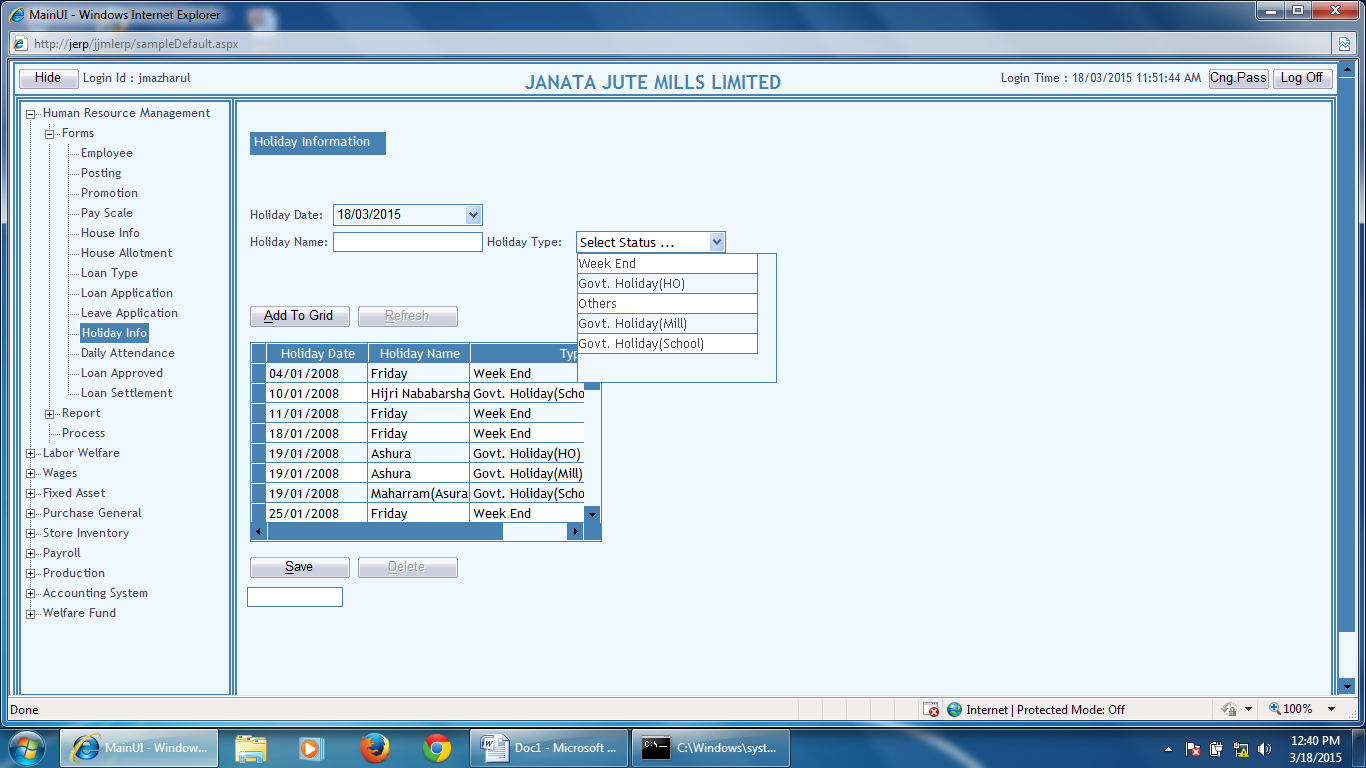 MainUI - Windows Internet Explorer
http://jerp/jjmlerp/sampleDefault.aspx
Hide Login Id : jmazharul JANATA JUTE MILLS LIMITED Login Time : 18/03/2015 11:51:44 AM Cng.Pass Log Off
Human Resource Management
Forms
Employee
Posting
Promotion
Pay Scale
House Info
House Allotment
Loan Type
Loan Application
Leave Application
Holiday Info
Daily Attendance
Loan Approved
Loan Settlement
Report
Process
Labor Welfare
Wages
Fixed Asset
Purchase General
Store Inventory
Payroll
Production
Accounting System
Welfare Fund
Holiday Information
Holiday Date: 18/03/2015
Holiday Name: Holiday Type: Select Status ...
Week End
Govt. Holiday(HO)
Others
Govt. Holiday(Mill)
Govt. Holiday(School)
Add To Grid Refresh
Holiday Date Holiday Name Typ
04/01/2008 Friday Week End
10/01/2008 Hijri Nababarsha Govt. Holiday(Scho
11/01/2008 Friday Week End
18/01/2008 Friday Week End
19/01/2008 Ashura Govt. Holiday(HO)
19/01/2008 Ashura Govt. Holiday(Mill)
19/01/2008 Maharram(Asura Govt. Holiday(Scho
25/01/2008 Friday Week End
Save Delete
Done Internet | Protected Mode: Off 100%
MainUI - Window... Doc1 - Microsoft ... C:\Windows\syst... 12:40 PM
3/18/2015